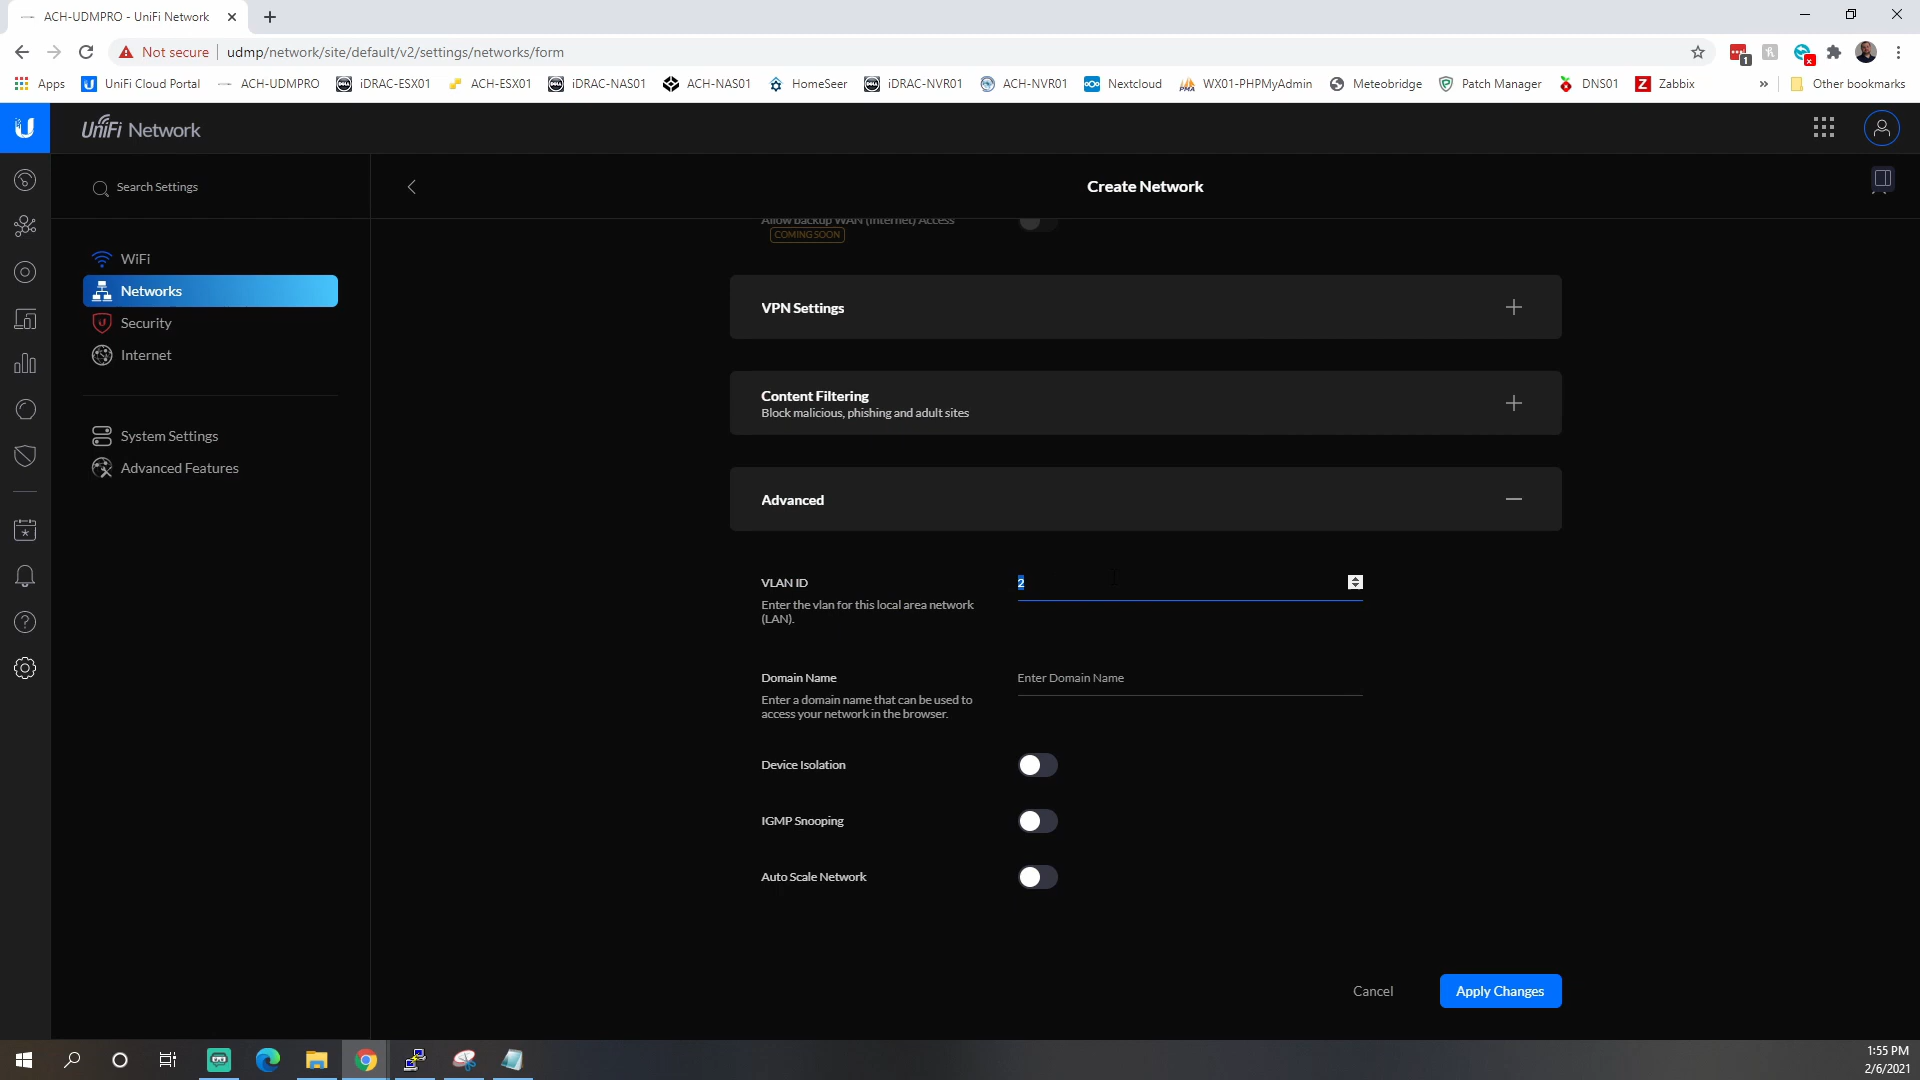 ACH-UDMPRO - UniFi Network
Not secure
udmp/network/site/default/v2/settings/networks/form
Apps
UniFi Cloud Portal
ACH-UDMPRO
iDRAC-ESX01
ACH-ESX01
iDRAC-NAS01
ACH-NAS01
HomeSeer
iDRAC-NVR01
ACH-NVR01
Nextcloud
WX01-PHPMyAdmin
Meteobridge
Patch Manager
DNS01
Zabbix
Other bookmarks
UniFi Network
Search Settings
Create Network
WiFi
Networks
Security
Internet
System Settings
Advanced Features
Allow backup WAN (Internet) Access
COMING SOON
VPN Settings
Content Filtering
Block malicious, phishing and adult sites
Advanced
VLAN ID
2
Enter the vlan for this local area network
(LAN).
Domain Name
Enter Domain Name
Enter a domain name that can be used to
access your network in the browser.
Device Isolation
IGMP Snooping
Auto Scale Network
Cancel
Apply Changes
1:55 PM
2/6/2021